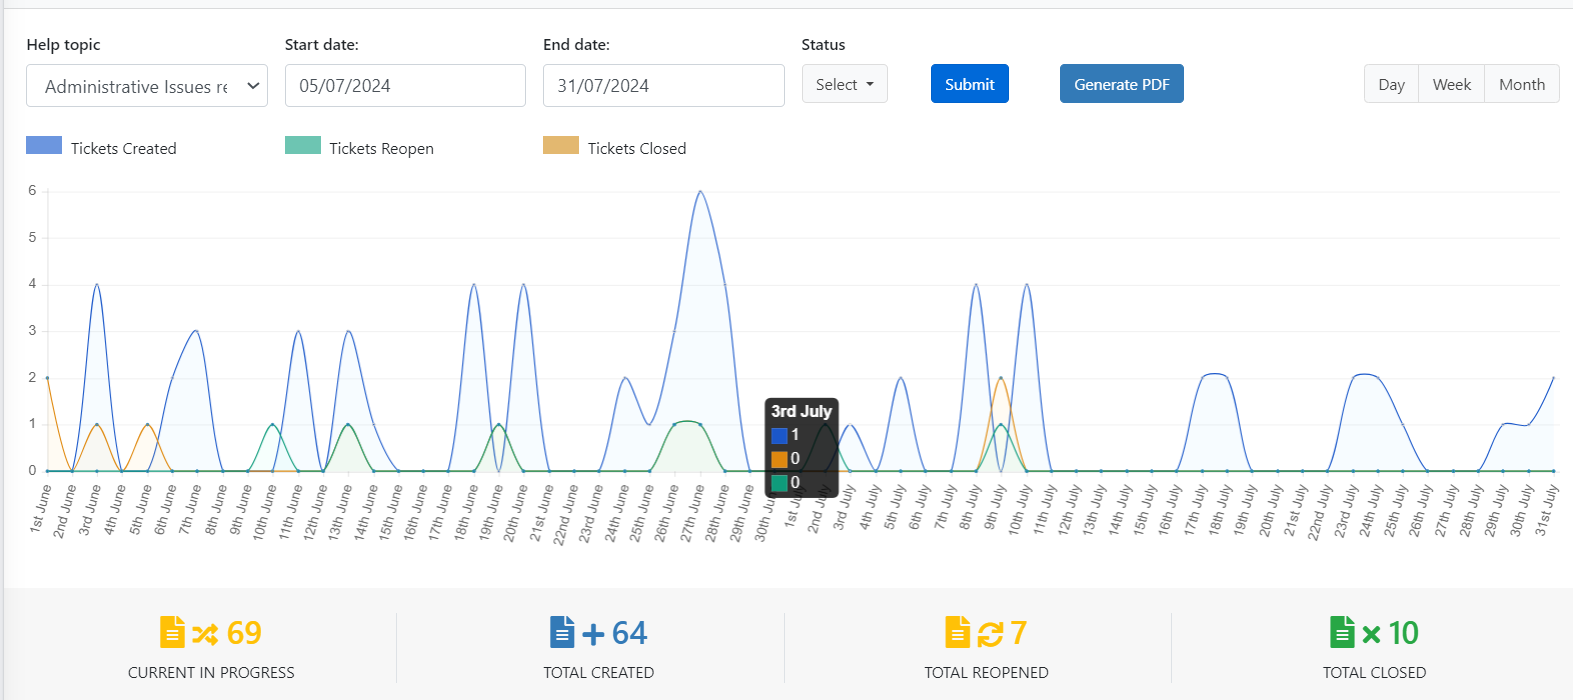 Help topic
Start date:
End date:
Status
Administrative Issues re
05/07/2024
31/07/2024
Select
Submit
Generate PDF
Day
Week
Month
Tickets Created
Tickets Reopen
Tickets Closed
6
5
4
3
2
1
0
3rd July
1
0
0
1st June
2nd June
3rd June
4th June
5th June
6th June
7th June
8th June
9th June
10th June
11th June
12th June
13th June
14th June
15th June
16th June
17th June
18th June
19th June
20th June
21st June
22nd June
23rd June
24th June
25th June
26th June
27th June
28th June
29th June
30th June
1st July
2nd July
3rd July
4th July
5th July
6th July
7th July
8th July
9th July
10th July
11th July
12th July
13th July
14th July
15th July
16th July
17th July
18th July
19th July
20th July
21st July
22nd July
23rd July
24th July
25th July
26th July
27th July
28th July
29th July
30th July
31st July
69
CURRENT IN PROGRESS
64
TOTAL CREATED
7
TOTAL REOPENED
10
TOTAL CLOSED